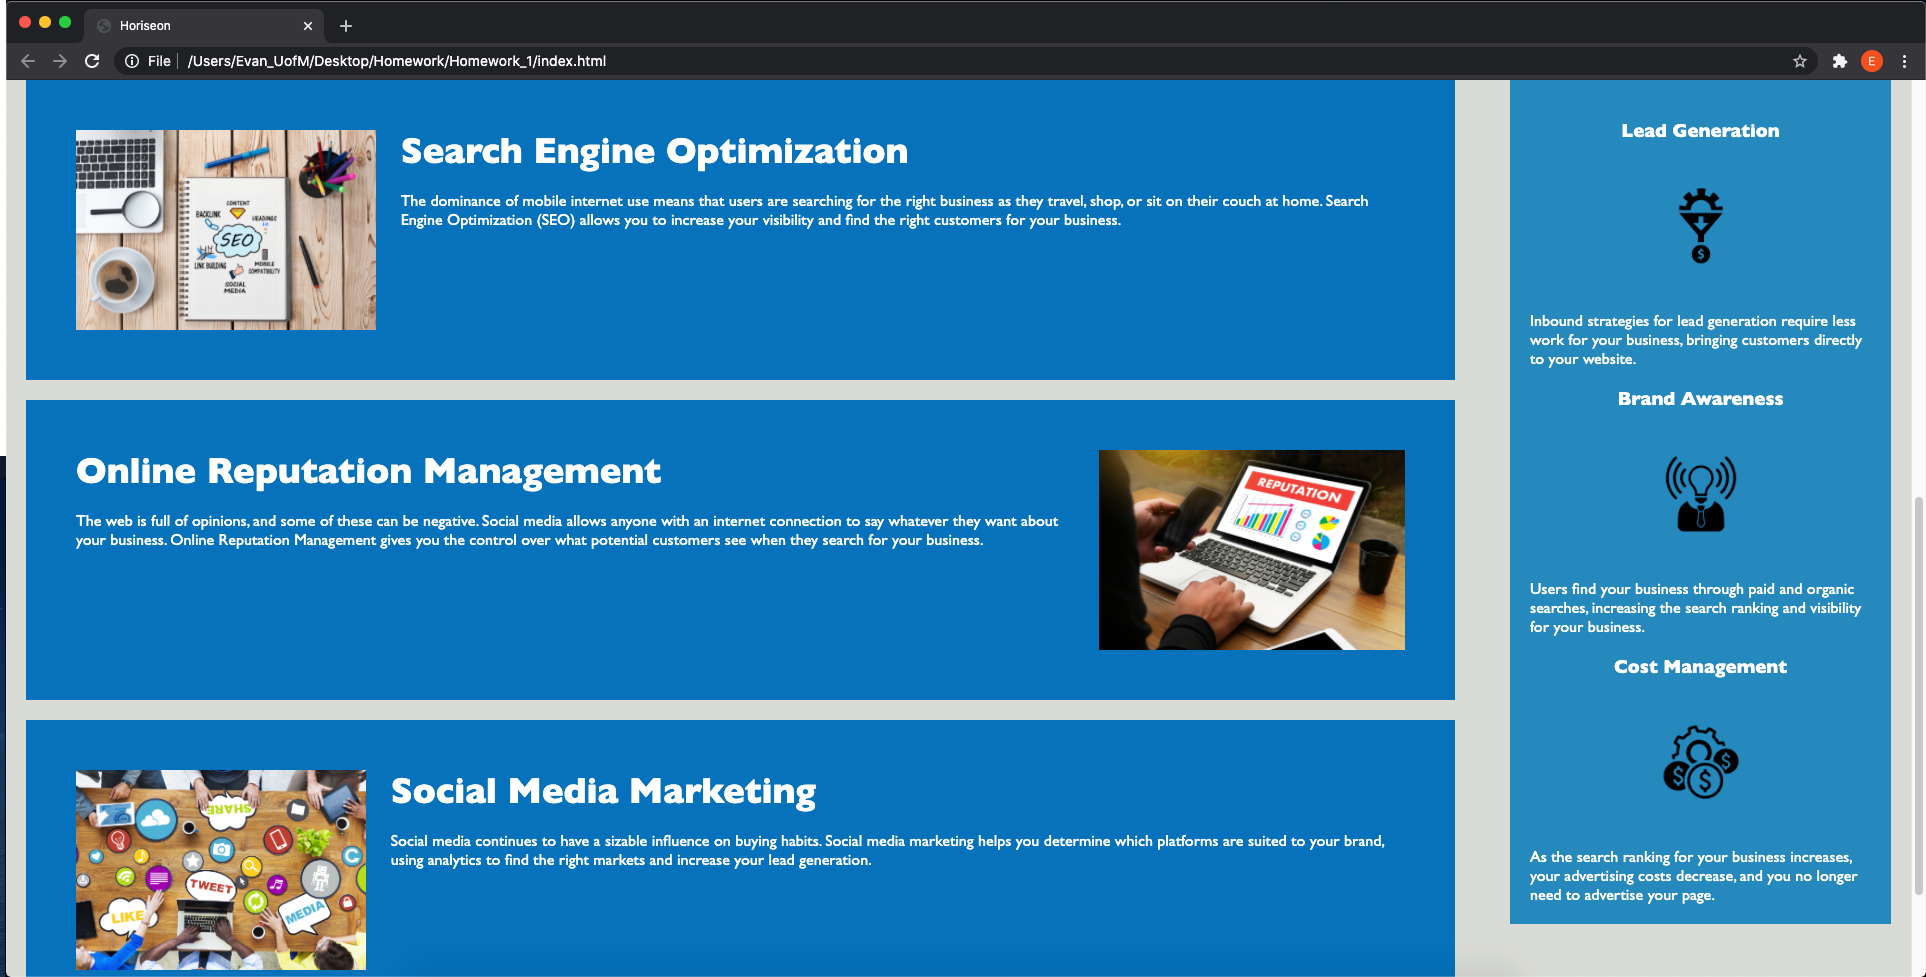 Horiseon
File
/Users/Evan_UofM/Desktop/Homework/Homework_1/index.html
E
CONTENT
BACKLINK
HEADINGS
SEO
LINK BUILDING
MOBILE
COMPATIBILITY
SOCIAL
MEDIA
Search Engine Optimization
The dominance of mobile internet use means that users are searching for the right business as they travel, shop, or sit on their couch at home. Search
Engine Optimization (SEO) allows you to increase your visibility and find the right customers for your business.
Online Reputation Management
The web is full of opinions, and some of these can be negative. Social media allows anyone with an internet connection to say whatever they want about
your business. Online Reputation Management gives you the control over what potential customers see when they search for your business.
REPUTATION
SHARE
TWEET
LIKE
MEDIA
Social Media Marketing
Social media continues to have a sizable influence on buying habits. Social media marketing helps you determine which platforms are suited to your brand,
using analytics to find the right markets and increase your lead generation.
Lead Generation
$
Inbound strategies for lead generation require less
work for your business, bringing customers directly
to your website.
Brand Awareness
Users find your business through paid and organic
searches, increasing the search ranking and visibility
for your business.
Cost Management
$ $ $
As the search ranking for your business increases,
your advertising costs decrease, and you no longer
need to advertise your page.